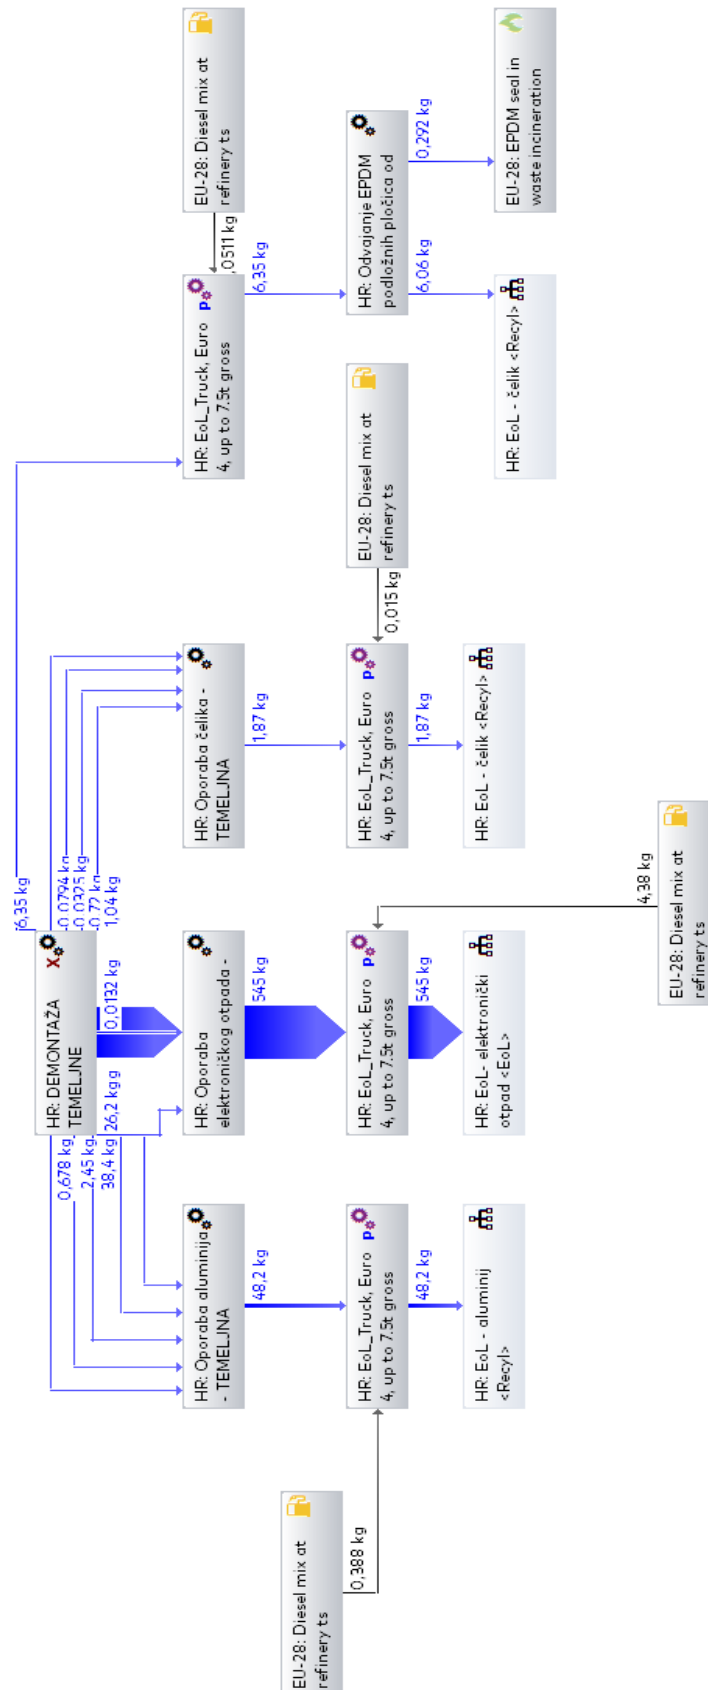 EU-28: Diesel mix at
refinery ts
,0511 kg
HR: EoL_Truck, Euro
4, up to 7.5t gross
P
6,35 kg
HR: Odvajanje EPDM
podložnih pločica od
0,292 kg
6,06 kg
EU-28: EPDM seal in
waste incineration
HR: EoL - čelik <Recyl>
EU-28: Diesel mix at
refinery ts
0,015 kg
HR: DEMONTAŽA
TEMELJNE
X
6,35 kg
0,0794 kg
0,0325 kg
0,72 kg
1,04 kg
HR: Oporaba čelika -
TEMELJNA
1,87 kg
HR: EoL_Truck, Euro
4, up to 7.5t gross
P
1,87 kg
HR: EoL - čelik <Recyl>
0,0132 kg
HR: Oporaba
elektroničkog otpada -
545 kg
HR: EoL_Truck, Euro
4, up to 7.5t gross
P
545 kg
HR: EoL- elektronički
otpad <EoL>
4,38 kg
EU-28: Diesel mix at
refinery ts
0,678 kg
2,45 kg
38,4 kg
26,2 kg
HR: Oporaba aluminija
- TEMELJNA
48,2 kg
HR: EoL_Truck, Euro
4, up to 7.5t gross
P
48,2 kg
HR: EoL - aluminij
<Recyl>
0,388 kg
EU-28: Diesel mix at
refinery ts